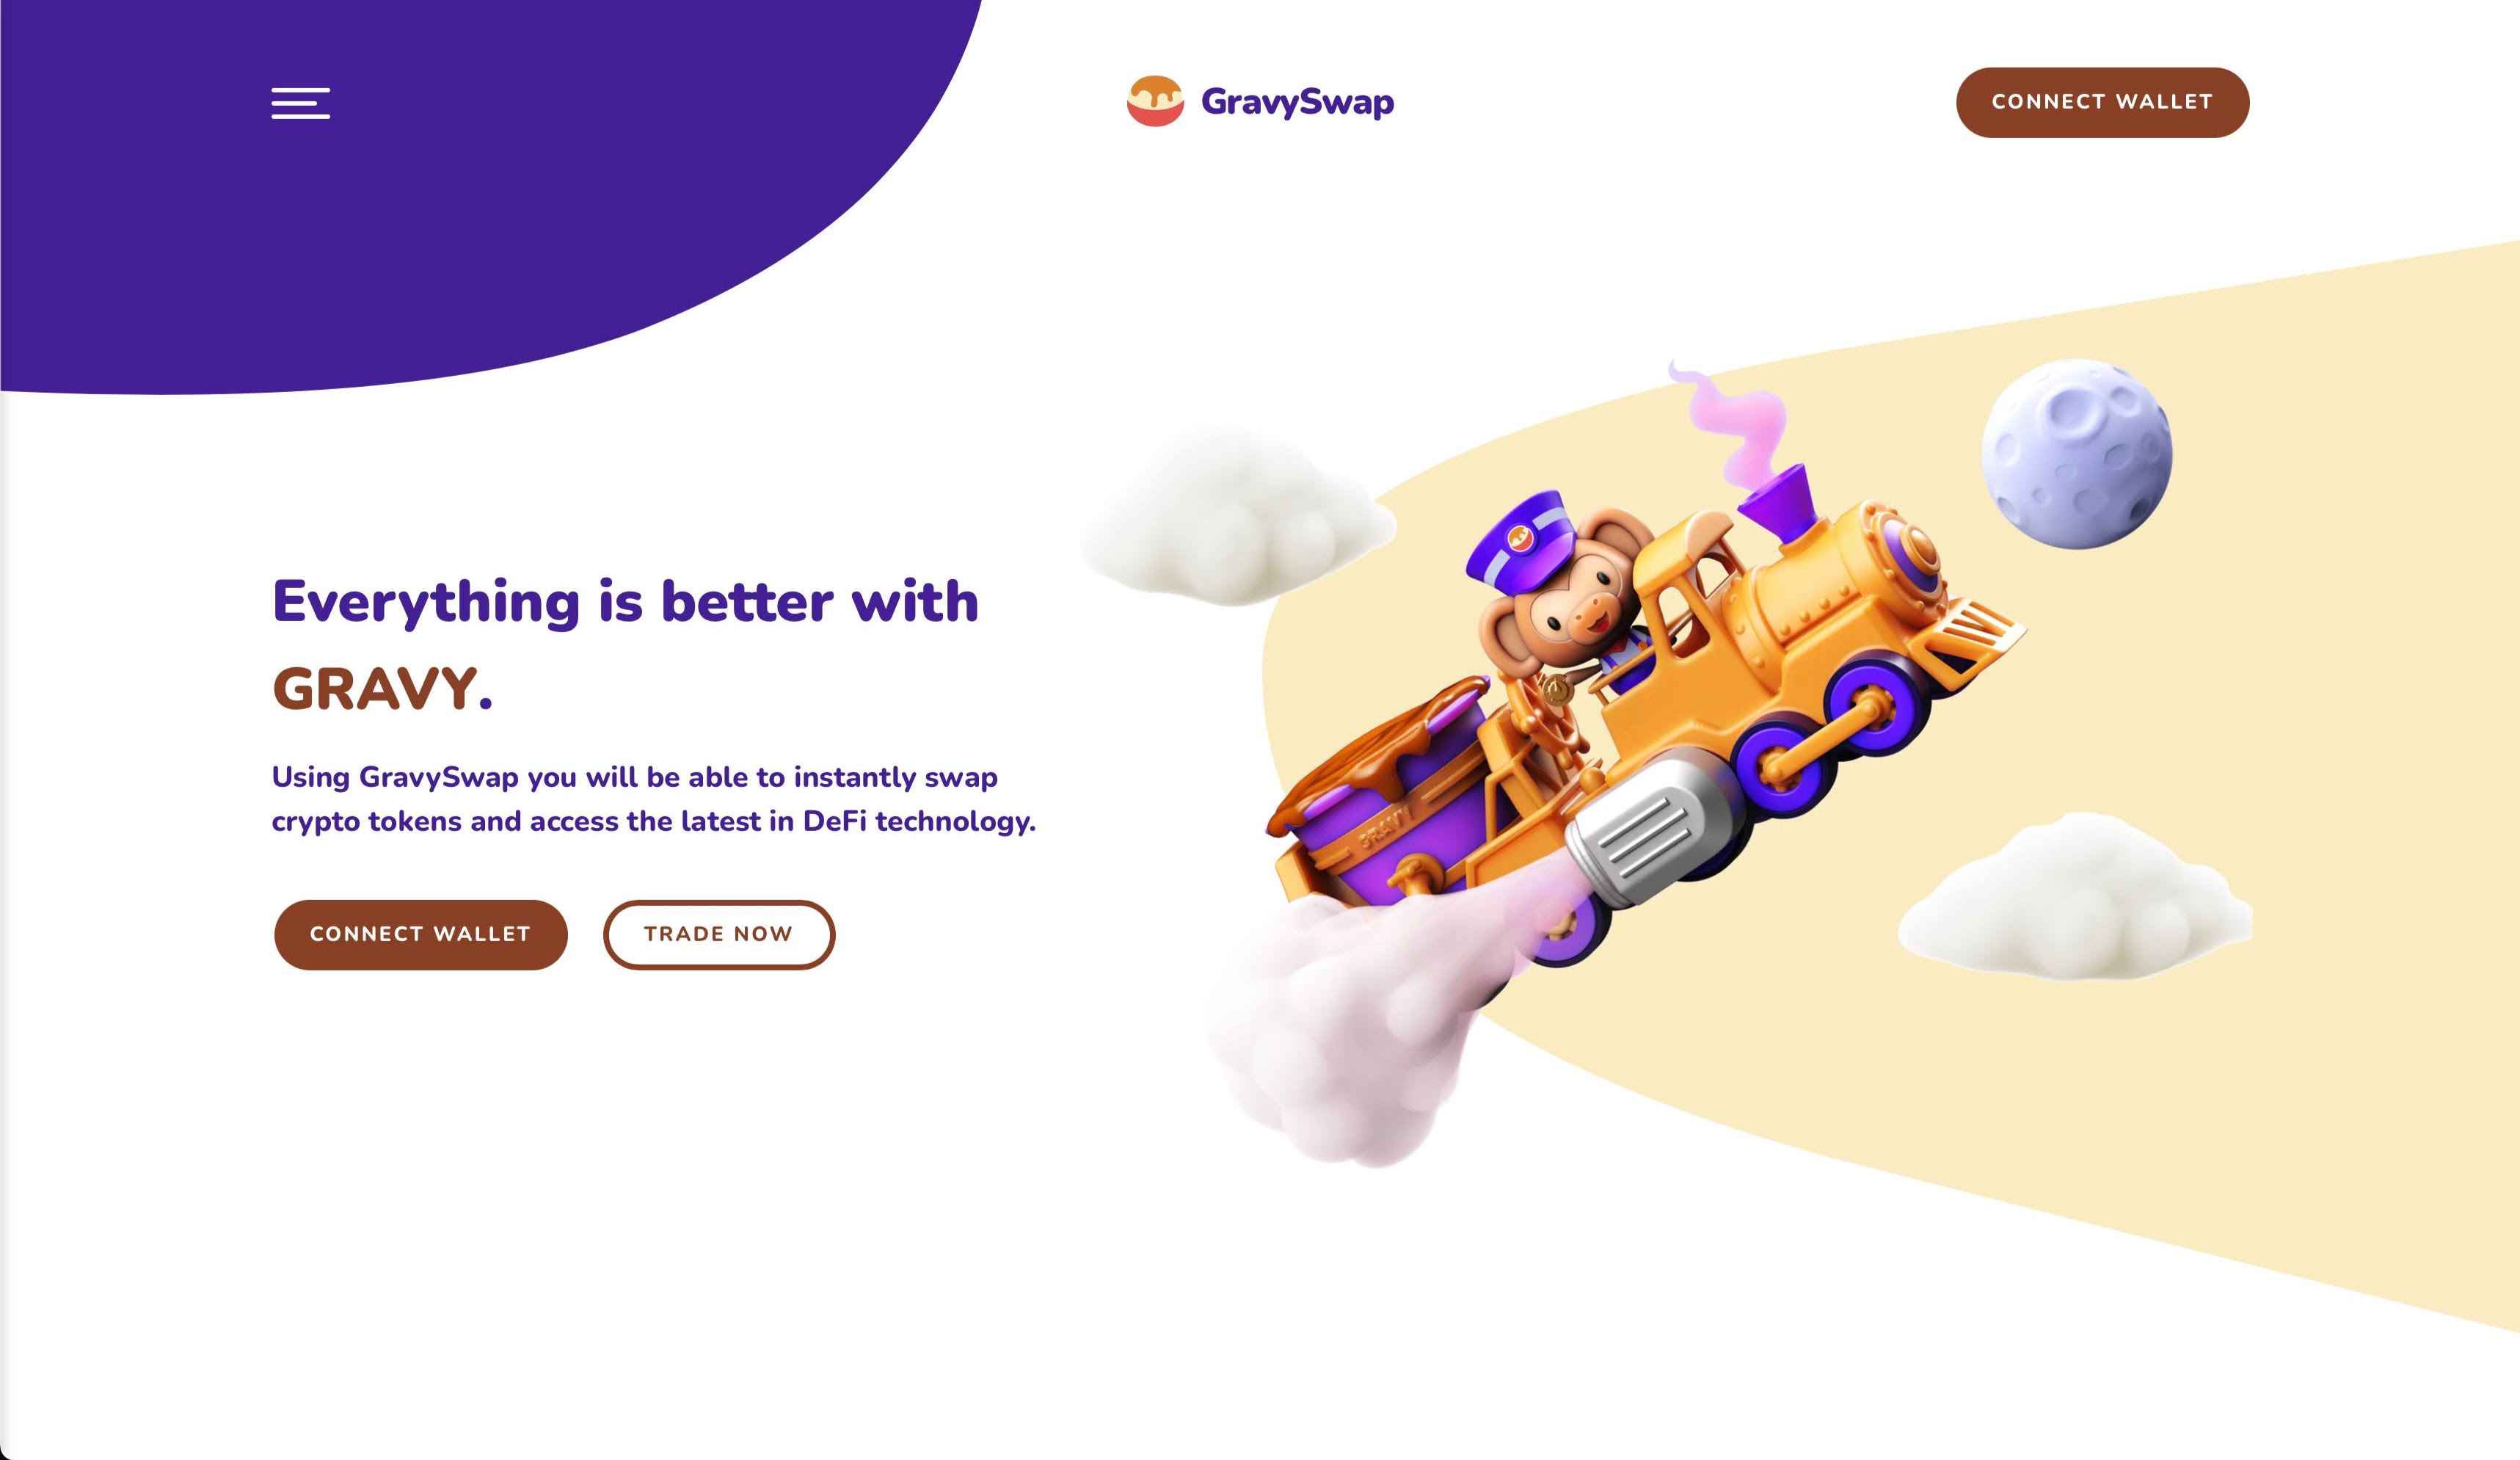 GravySwap
CONNECT WALLET
Everything is better with
GRAVY.
Using GravySwap you will be able to instantly swap
crypto tokens and access the latest in DeFi technology.
CONNECT WALLET
TRADE NOW
GRAVY